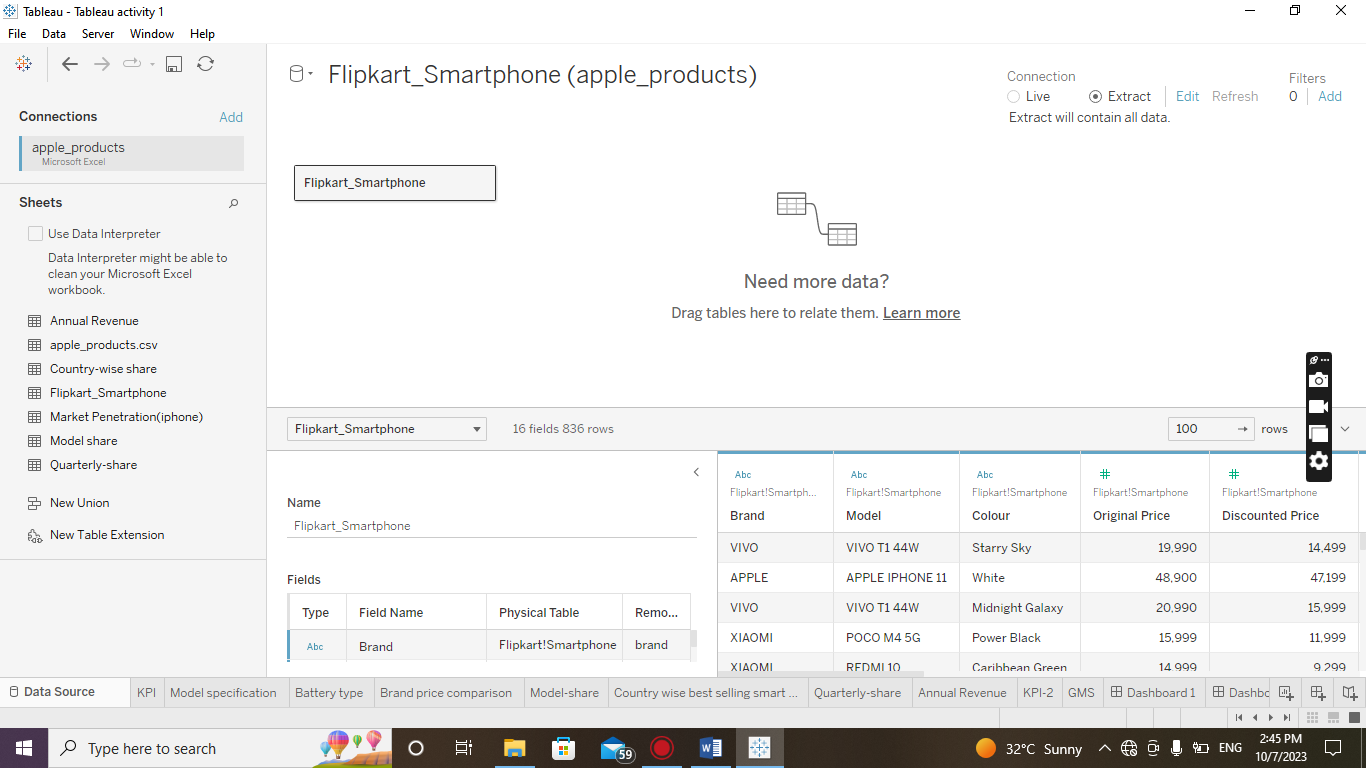 Tableau - Tableau activity 1
File Data Server Window Help
Connections Add
apple_products
Microsoft Excel
Sheets
Use Data Interpreter
Data Interpreter might be able to
clean your Microsoft Excel
workbook.
Annual Revenue
apple_products.csv
Country-wise share
Flipkart_Smartphone
Market Penetration(iphone)
Model share
Quarterly-share
New Union
New Table Extension
Flipkart_Smartphone (apple_products)
Connection
Live Extract Edit Refresh
Extract will contain all data.
Filters
0 Add
Flipkart_Smartphone
Need more data?
Drag tables here to relate them. Learn more
Flipkart_Smartphone 16 fields 836 rows 100 rows
Name
Flipkart_Smartphone
Fields
Type Field Name Physical Table Remo...
Abc Brand Flipkart!Smartphone brand
Abc Abc Abc # #
Flipkart!Smartph... Flipkart!Smartphone Flipkart!Smartphone Flipkart!Smartphone Flipkart!Smartphone
Brand Model Colour Original Price Discounted Price
VIVO VIVO T1 44W Starry Sky 19,990 14,499
APPLE APPLE IPHONE 11 White 48,900 47,199
VIVO VIVO T1 44W Midnight Galaxy 20,990 15,999
XIAOMI POCO M4 5G Power Black 15,999 11,999
XIAOMI REDMI 10 Caribbean Green 14,999 9,299
Data Source KPI Model specification Battery type Brand price comparison Model-share Country wise best selling smart ... Quarterly-share Annual Revenue KPI-2 GMS Dashboard 1 Dashbc
Type here to search
59
32°C Sunny
ENG
2:45 PM
10/7/2023